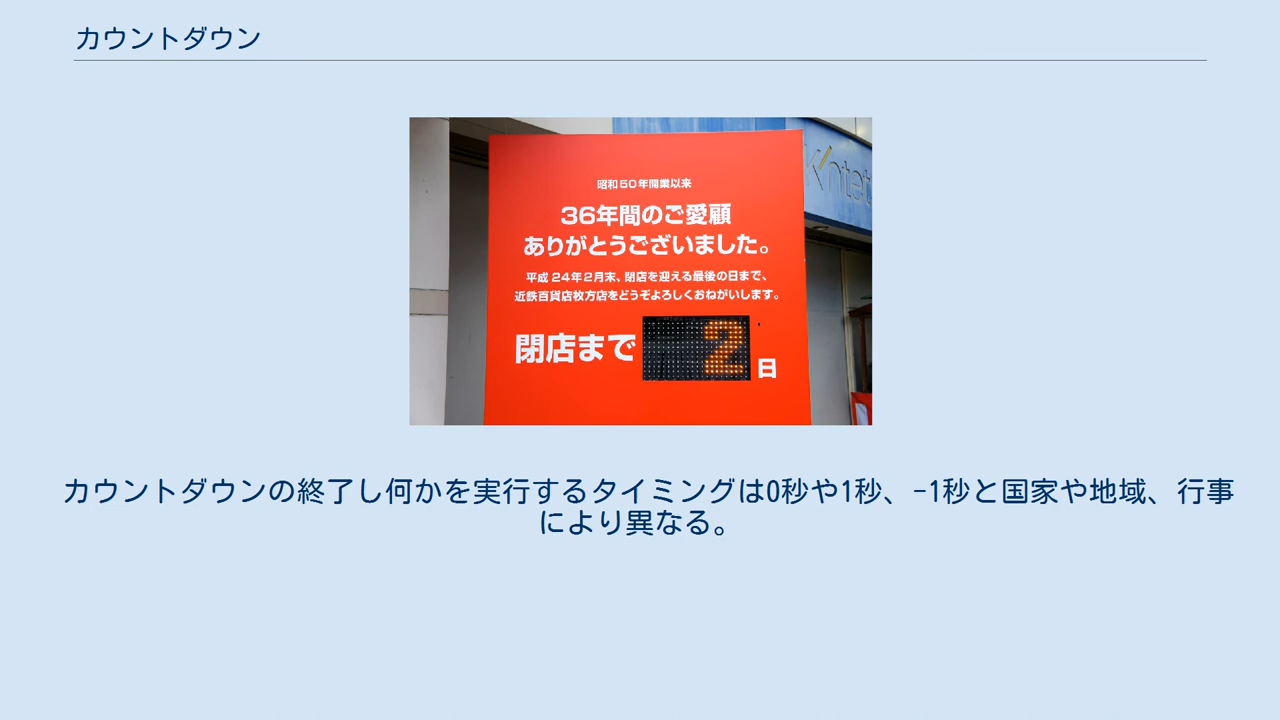 カウントダウン
Kintet
昭和50年開業以来
36年間のご愛顧
ありがとうございました。
平成24年2月末、閉店を迎える最後の日まで、
近鉄百貨店枚方店をどうぞよろしくおねがいします。
閉店まで 2日
カウントダウンの終了し何かを実行するタイミングは0秒や1秒、-1秒と国家や地域、行事
により異なる。